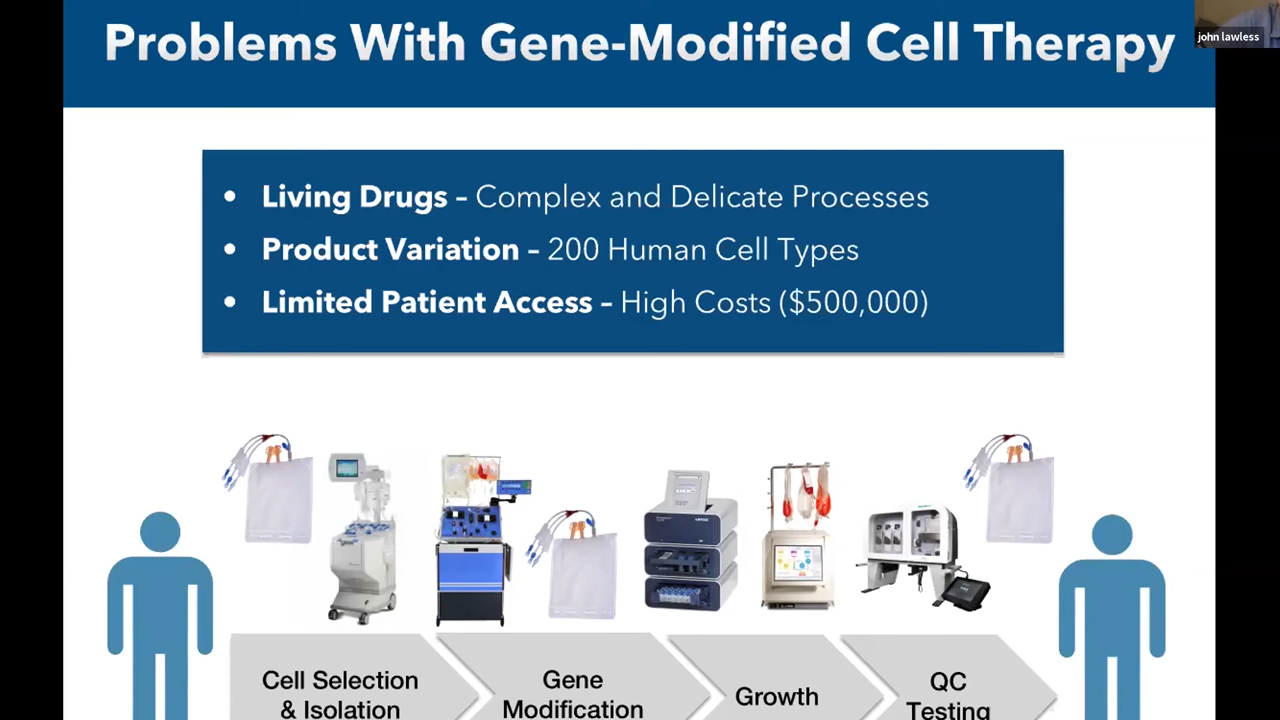 Problems With Gene-Modified Cell Therapy
john lawless
• Living Drugs – Complex and Delicate Processes
• Product Variation – 200 Human Cell Types
• Limited Patient Access – High Costs ($500,000)
Cell Selection
& Isolation
Gene
Modification
Growth
QC
Testing